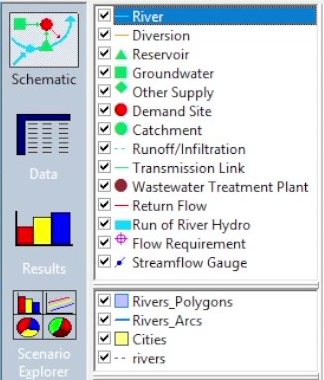 Schematic
Data
Results
Scenario
Explorer
River
Diversion
Reservoir
Groundwater
Other Supply
Demand Site
Catchment
Runoff/Infiltration
Transmission Link
Wastewater Treatment Plant
Return Flow
Run of River Hydro
Flow Requirement
Streamflow Gauge
Rivers_Polygons
Rivers_Arcs
Cities
rivers